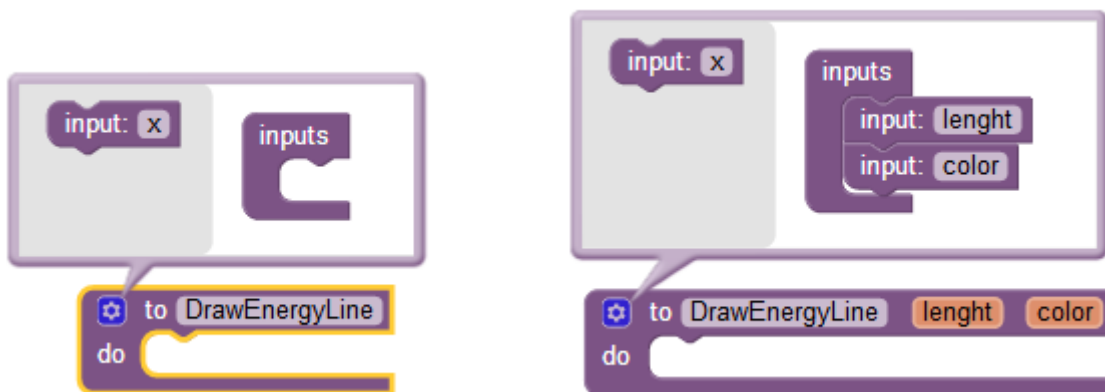 input: x
inputs
to DrawEnergyLine
do
input: x
inputs
input: lenght
input: color
to DrawEnergyLine lenght color
do